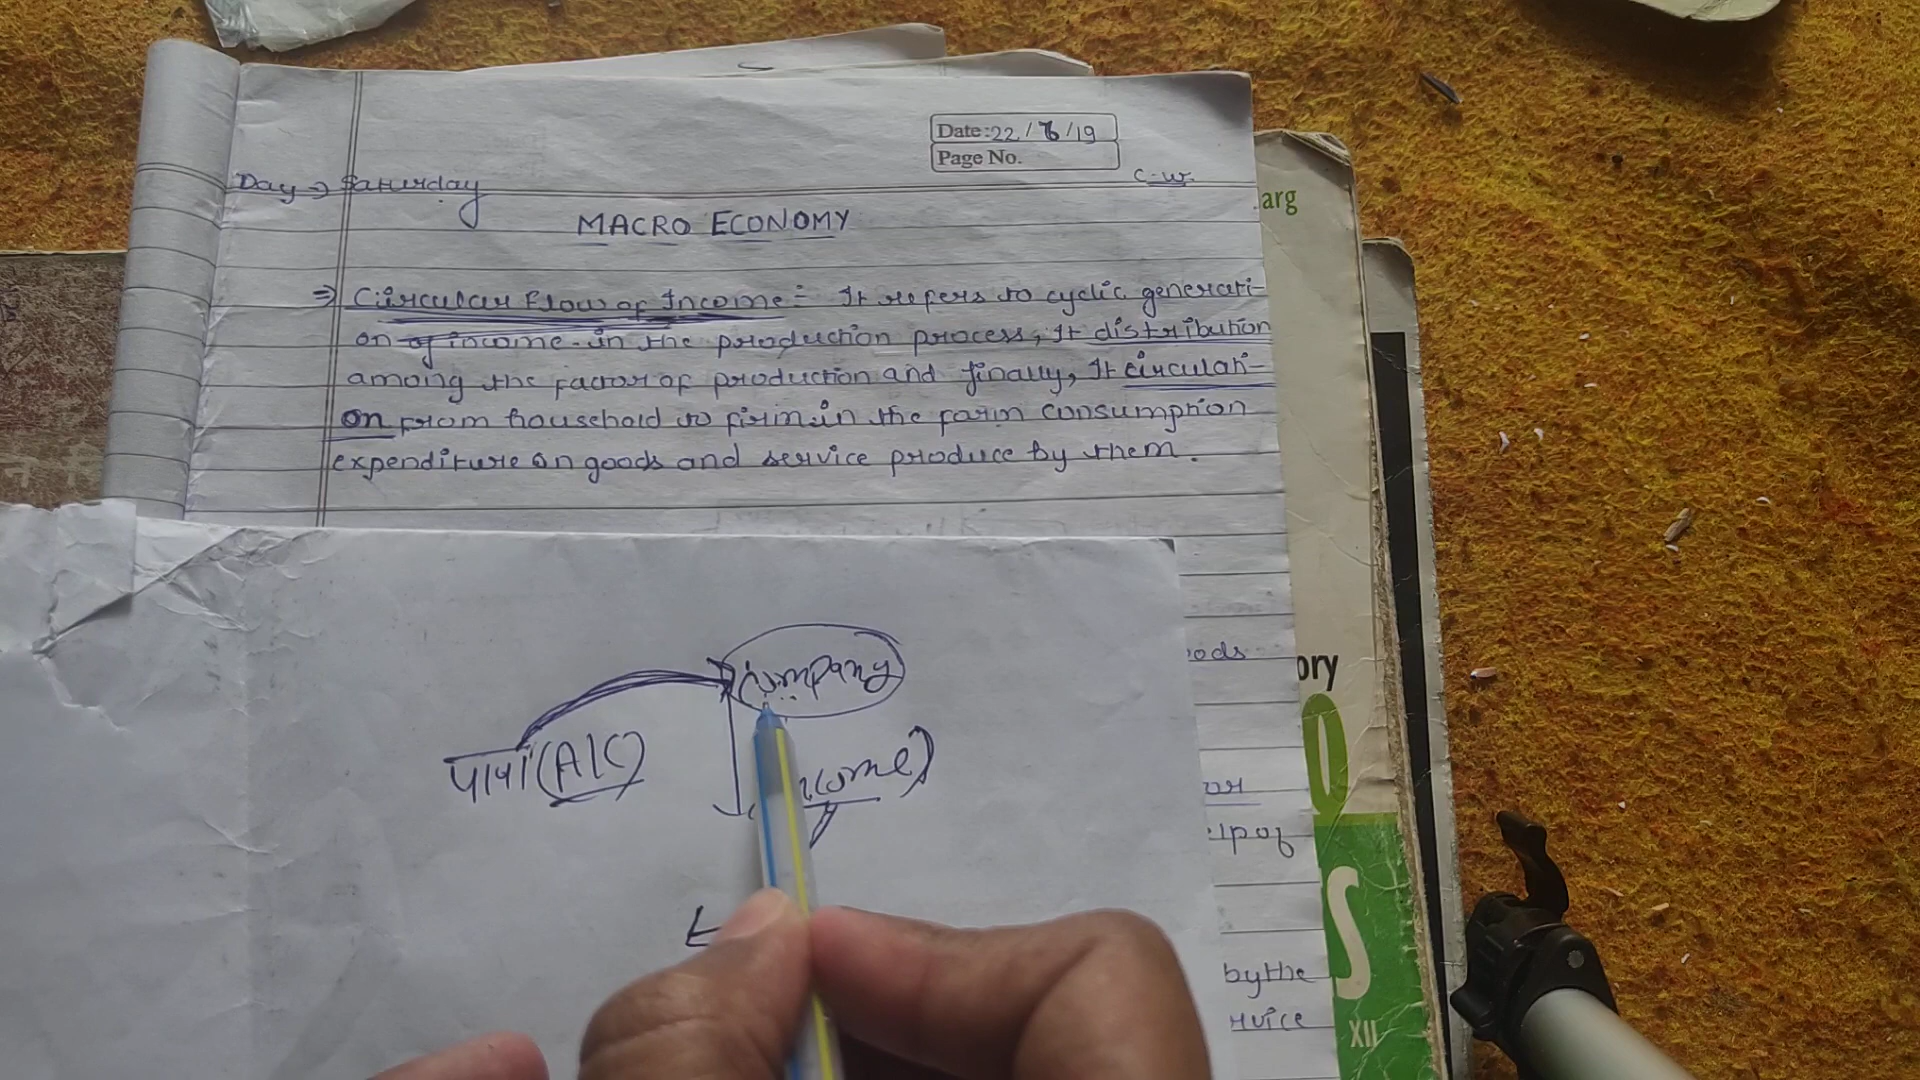 Date: 22/6/19
Page No.
C.W.
Day → Saturday
MACRO ECONOMY
⇒ Circular Flow of Income = It refers to cyclic generati-
on of income in the production process, It distribution
among the factor of production and finally, It circulati-
on from household to firm in the form consumption
expenditure on goods and service produce by them.
arg
ory
O
S
XII
oods
or
by the
rvice
company
पापा (A/C)
income)